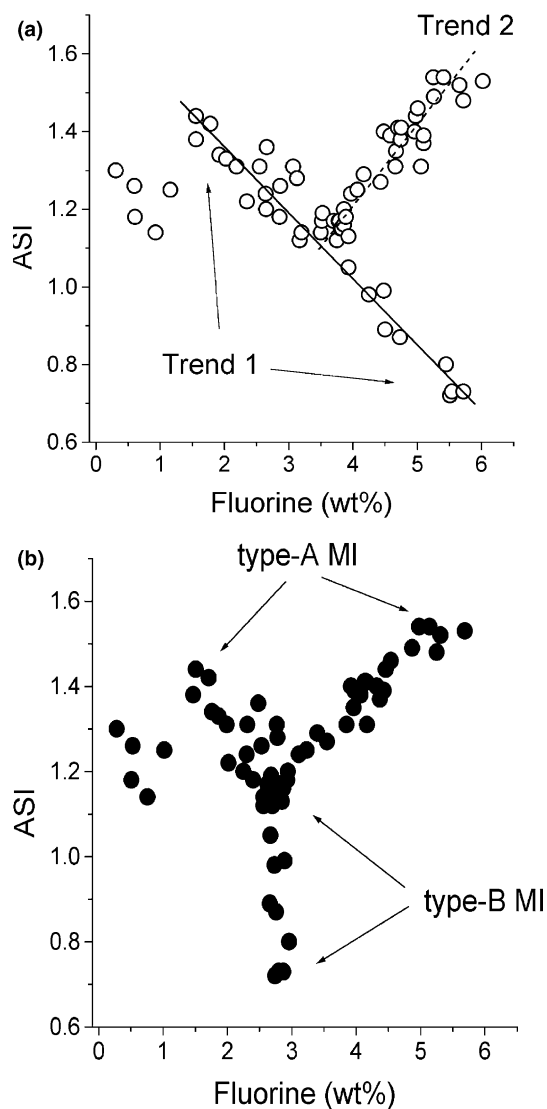 (a)
Trend 2
1.6
1.4
1.2
ASI
1.0
0.8
0.6
Trend 1
0 1 2 3 4 5 6
Fluorine (wt%)
(b)
type-A MI
1.6
1.4
1.2
ASI
1.0
0.8
0.6
type-B MI
0 1 2 3 4 5 6
Fluorine (wt%)